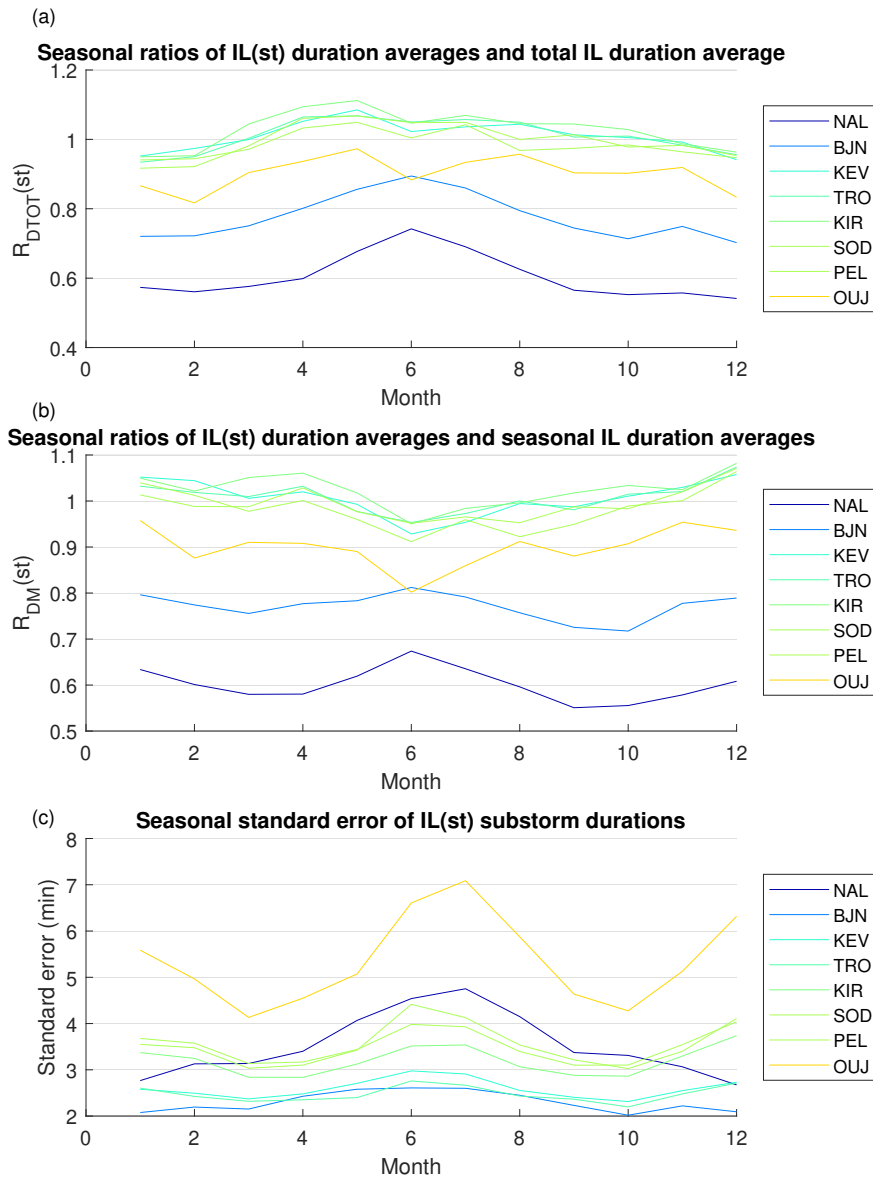 (a)
Seasonal ratios of IL(st) duration averages and total IL duration average
1.2
1
0.8
0.6
0.4
R_DTOT(st)
0 2 4 6 8 10 12
Month
NAL
BJN
KEV
TRO
KIR
SOD
PEL
OUJ
(b)
Seasonal ratios of IL(st) duration averages and seasonal IL duration averages
1.1
1
0.9
0.8
0.7
0.6
0.5
R_DM(st)
0 2 4 6 8 10 12
Month
NAL
BJN
KEV
TRO
KIR
SOD
PEL
OUJ
(c)
Seasonal standard error of IL(st) substorm durations
8
7
6
5
4
3
2
Standard error (min)
0 2 4 6 8 10 12
Month
NAL
BJN
KEV
TRO
KIR
SOD
PEL
OUJ